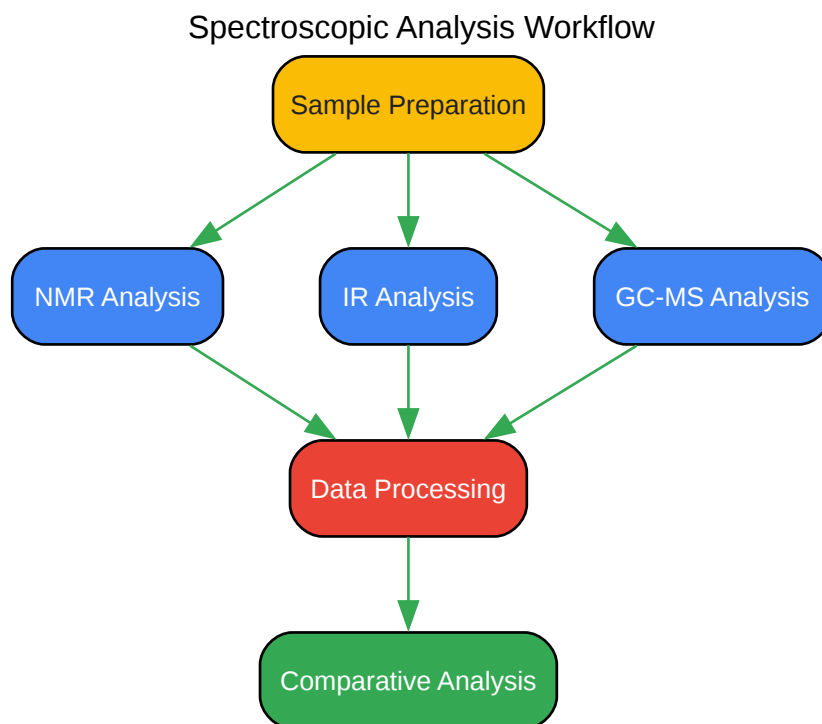 Spectroscopic Analysis Workflow
Sample Preparation
NMR Analysis
IR Analysis
GC-MS Analysis
Data Processing
Comparative Analysis